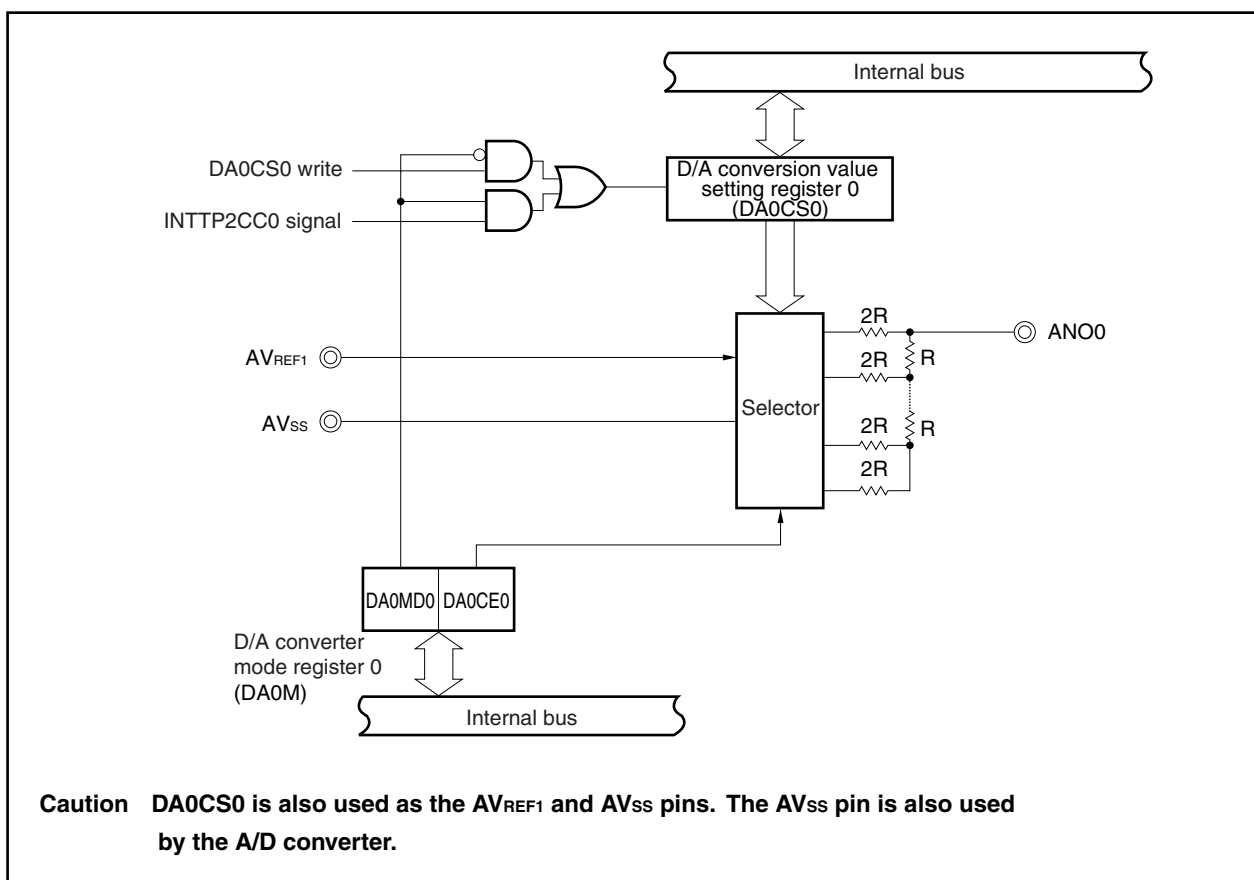 Internal bus
DA0CS0 write
INTTP2CC0 signal
D/A conversion value
setting register 0
(DA0CS0)
2R
ANO0
R
AVREF1
2R
Selector
AVSS
2R
R
2R
DA0MD0 DA0CE0
D/A converter
mode register 0
(DA0M)
Internal bus
Caution DA0CS0 is also used as the AVREF1 and AVSS pins. The AVSS pin is also used
by the A/D converter.